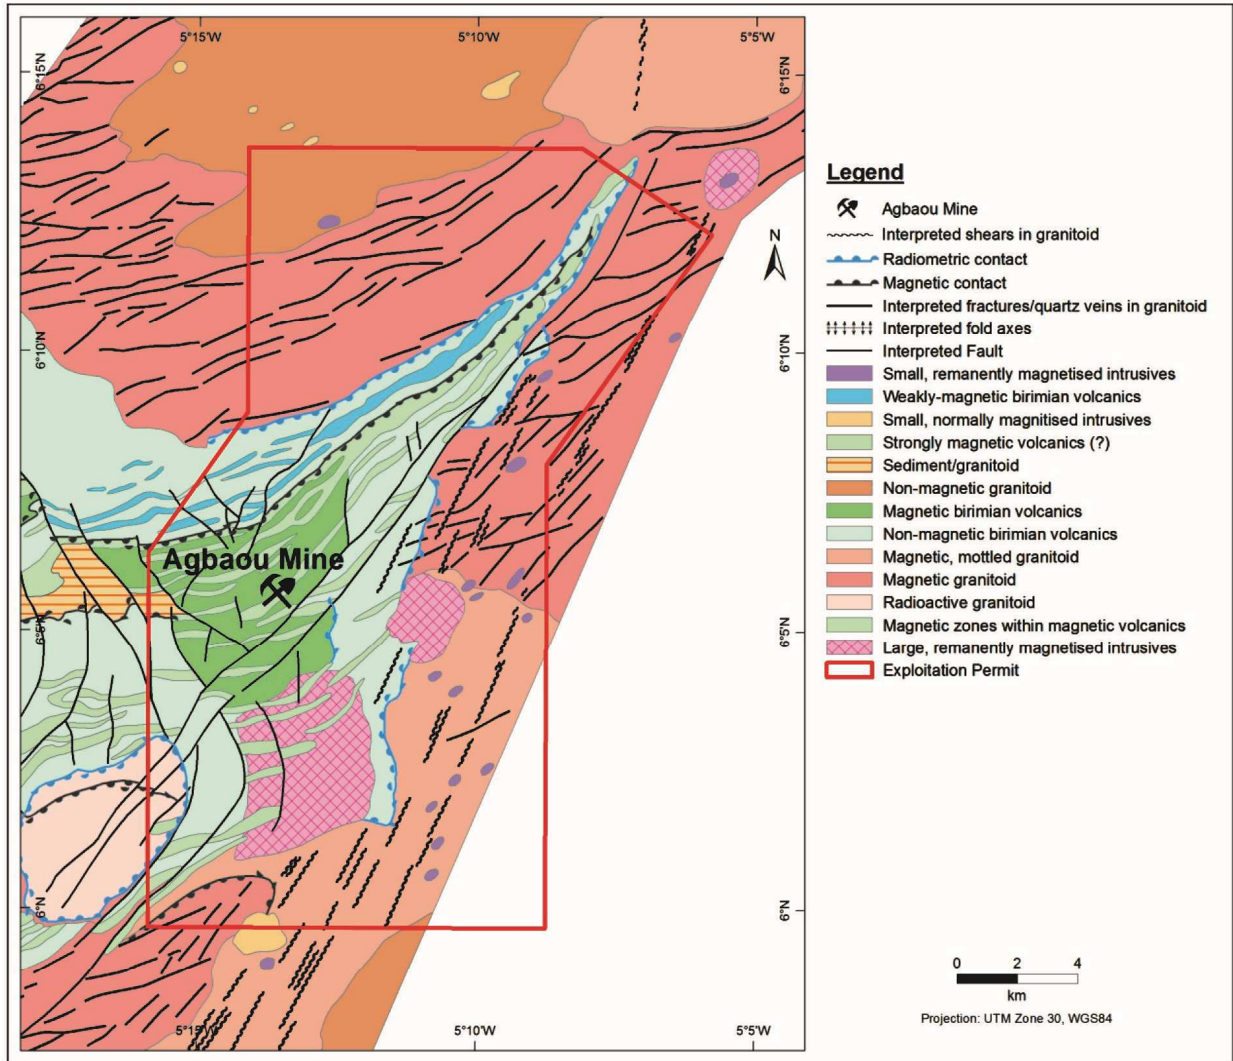 5°15'W 5°10'W 5°5'W
6°15'N 6°15'N
6°10'N 6°10'N
Agbaou Mine
6°5'N 6°5'N
6°N 6°N
5°15'W 5°10'W 5°5'W
Legend
Agbaou Mine
Interpreted shears in granitoid
Radiometric contact
Magnetic contact
Interpreted fractures/quartz veins in granitoid
Interpreted fold axes
Interpreted Fault
Small, remanently magnetised intrusives
Weakly-magnetic birimian volcanics
Small, normally magnitised intrusives
Strongly magnetic volcanics (?)
Sediment/granitoid
Non-magnetic granitoid
Magnetic birimian volcanics
Non-magnetic birimian volcanics
Magnetic, mottled granitoid
Magnetic granitoid
Radioactive granitoid
Magnetic zones within magnetic volcanics
Large, remanently magnetised intrusives
Exploitation Permit
N
0 2 4
km
Projection: UTM Zone 30, WGS84